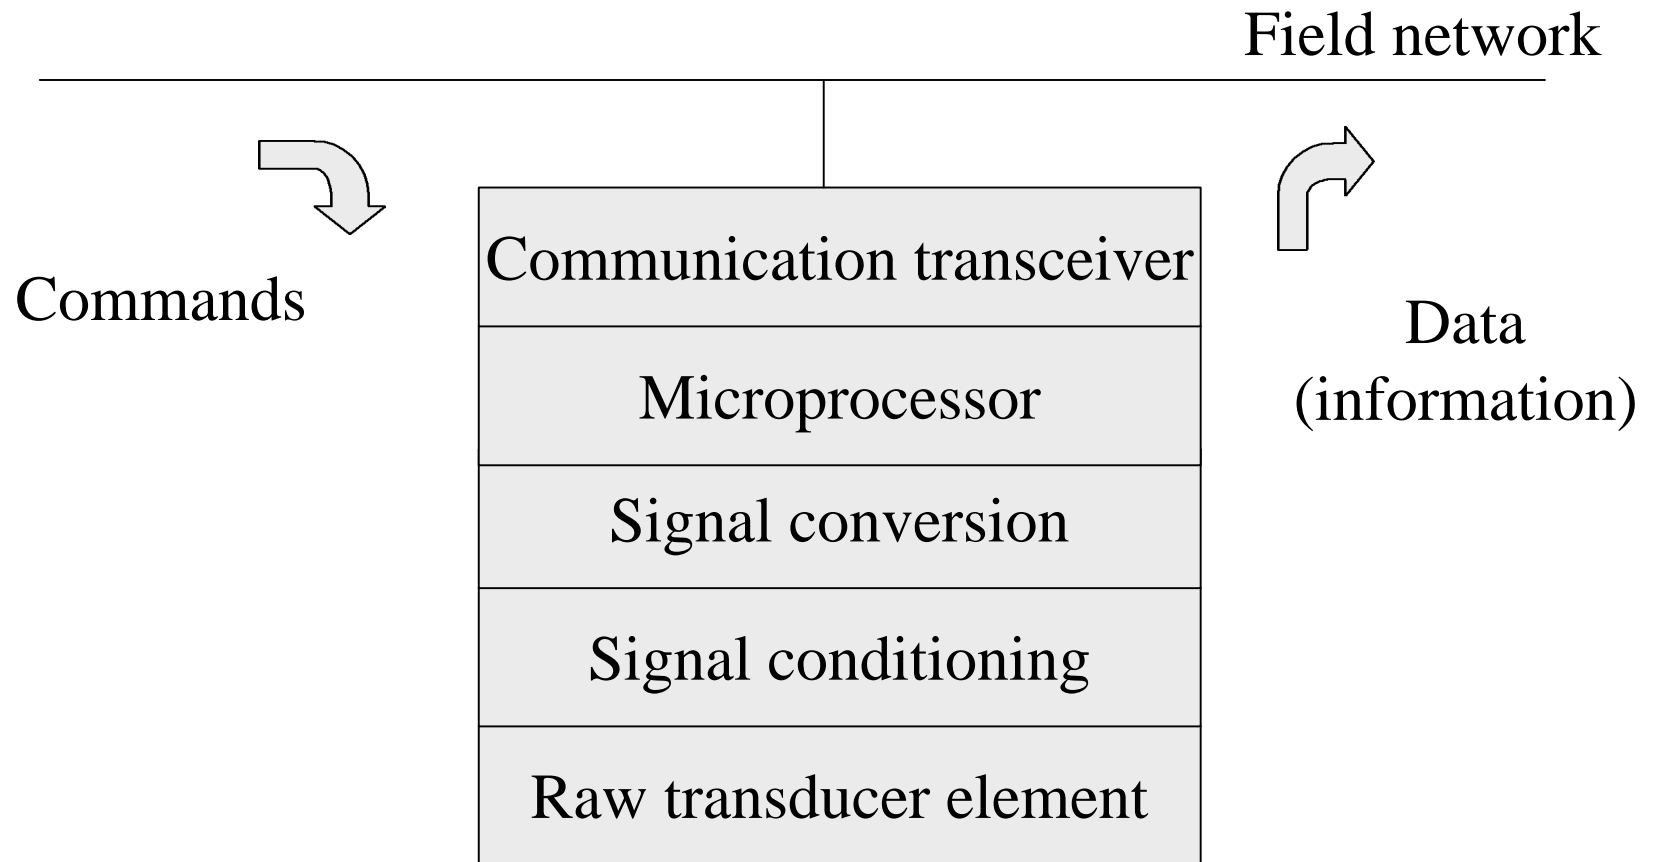 Field network
Commands
Communication transceiver
Microprocessor
Signal conversion
Signal conditioning
Raw transducer element
Data
(information)